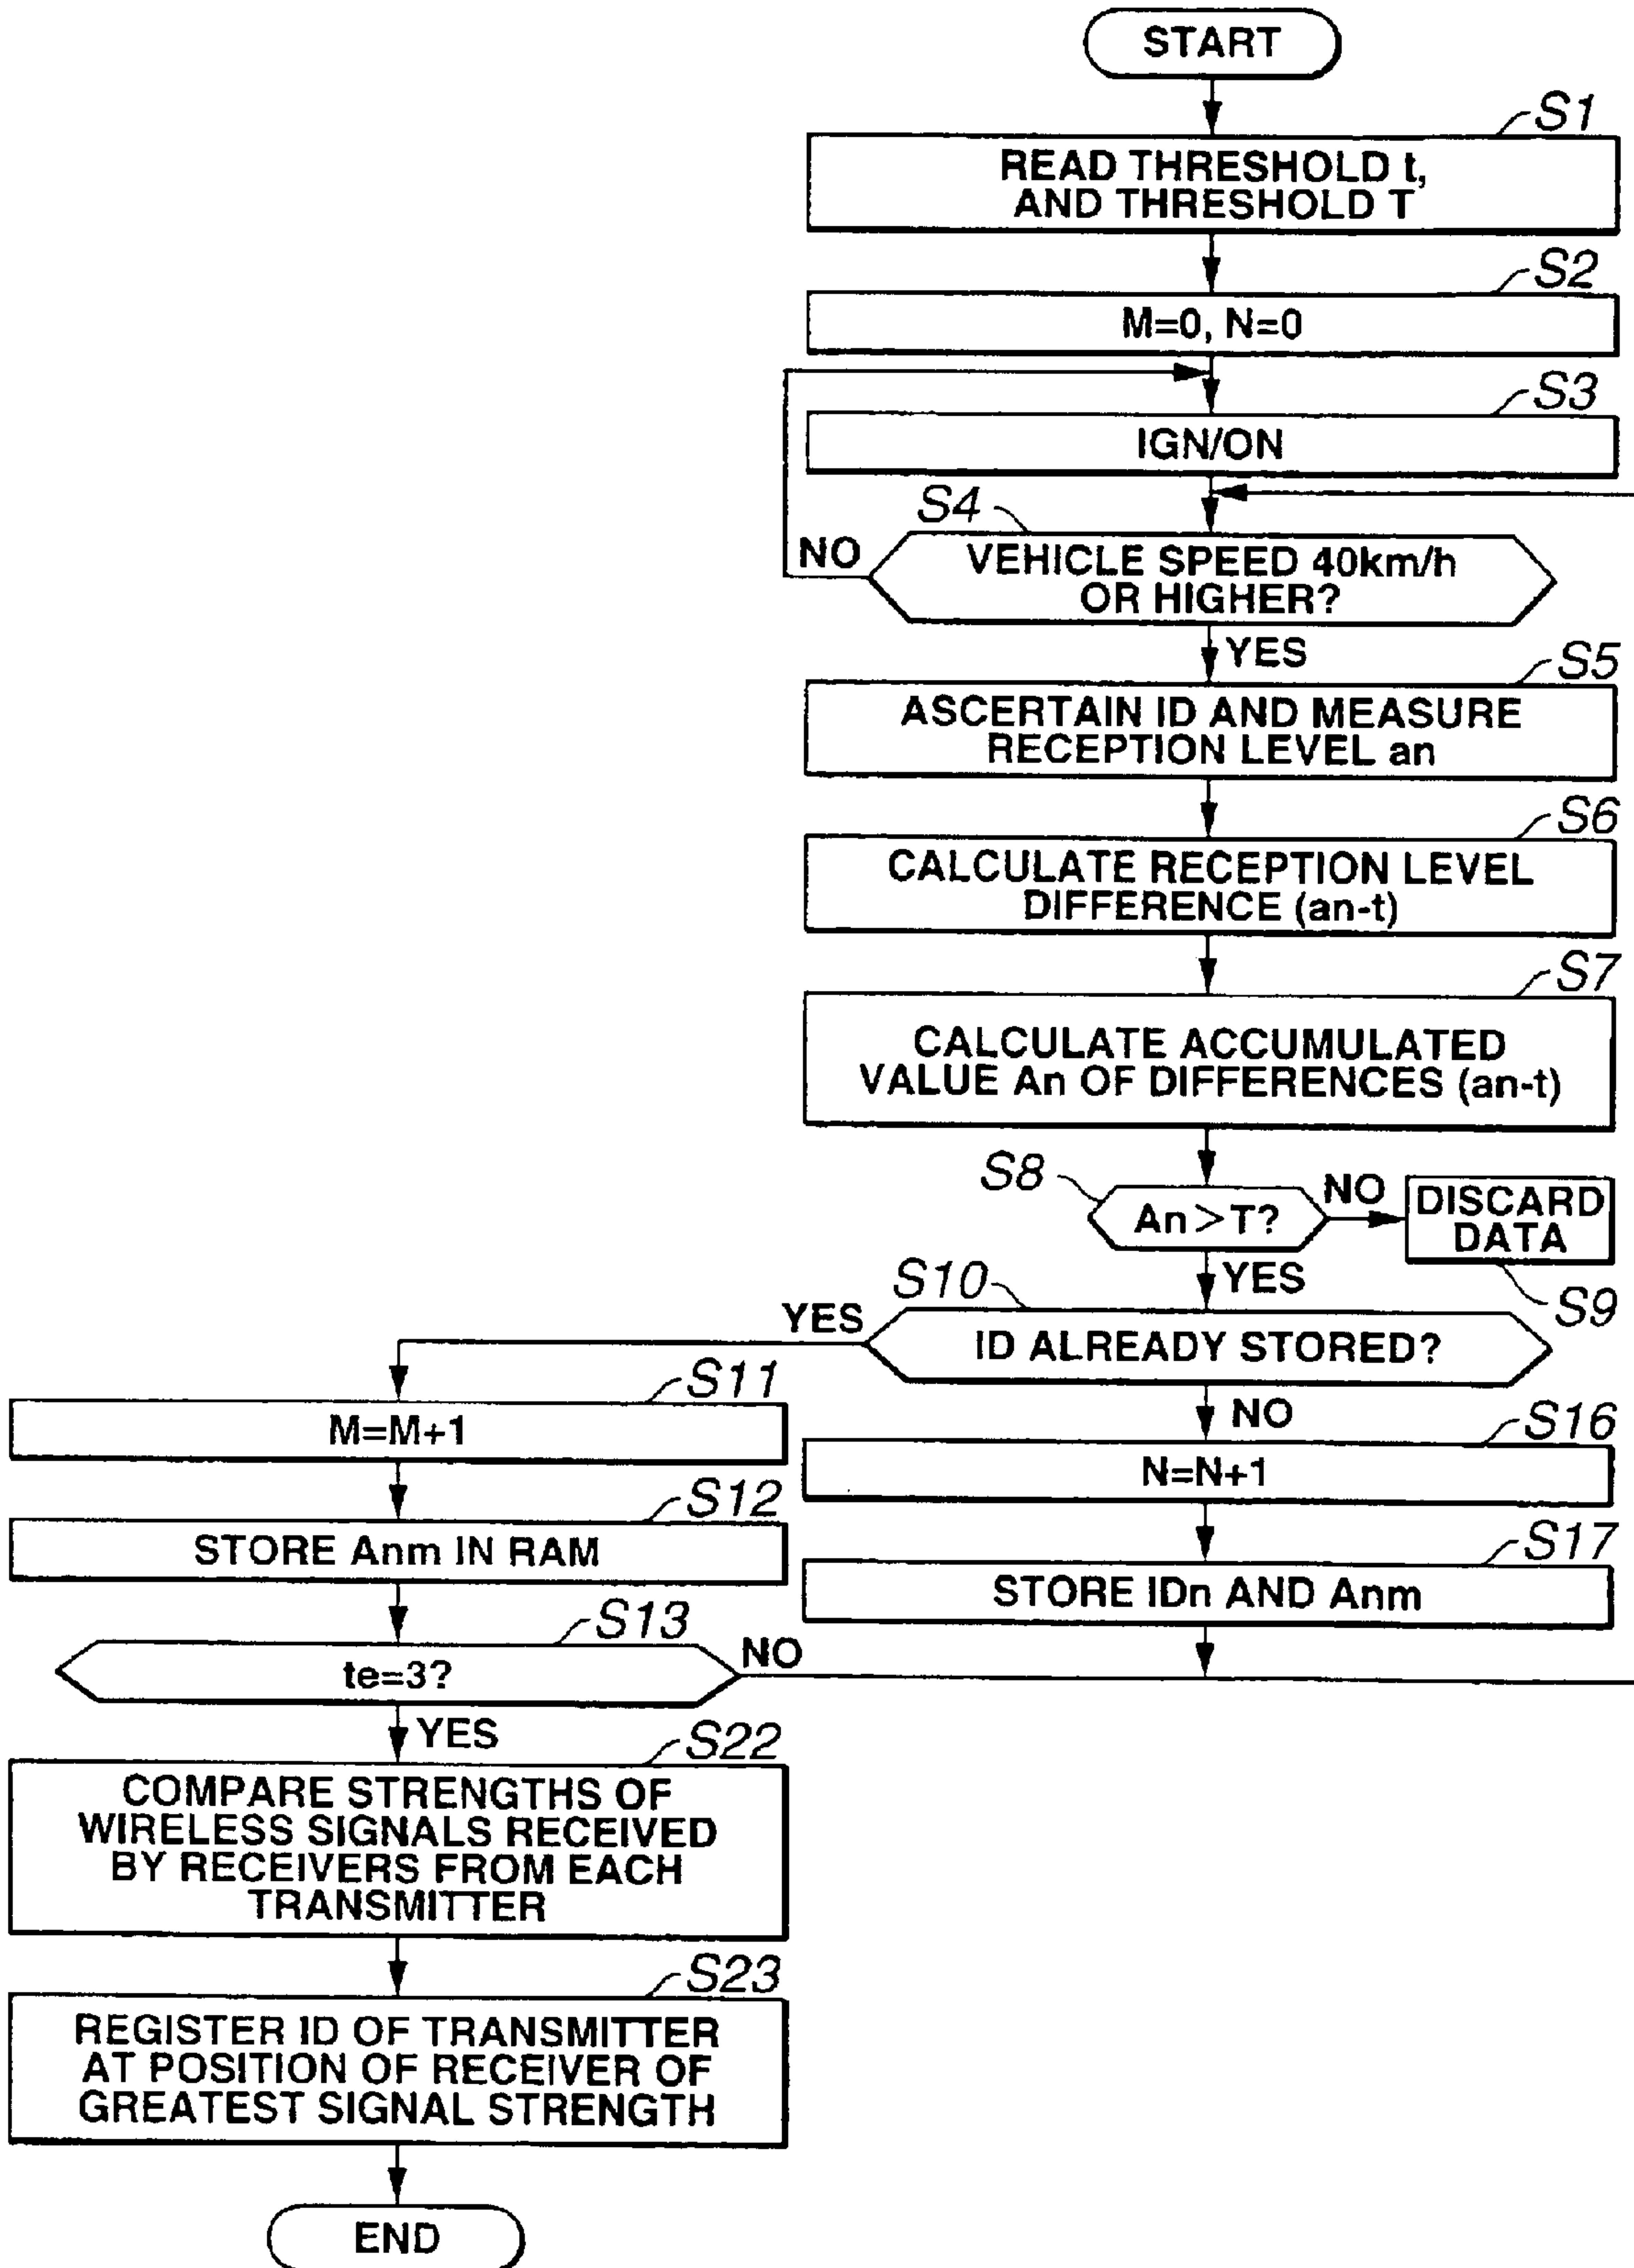 START
S1
READ THRESHOLD t,
AND THRESHOLD T
S2
M=0, N=0
S3
IGN/ON
S4
NO
VEHICLE SPEED 40km/h
OR HIGHER?
YES
S5
ASCERTAIN ID AND MEASURE
RECEPTION LEVEL an
S6
CALCULATE RECEPTION LEVEL
DIFFERENCE (an-t)
S7
CALCULATE ACCUMULATED
VALUE An OF DIFFERENCES (an-t)
S8
An>T?
NO
DISCARD
DATA
S9
YES
S10
YES
ID ALREADY STORED?
S11
M=M+1
NO
S16
N=N+1
S12
STORE Anm IN RAM
S17
STORE IDn AND Anm
S13
te=3?
NO
YES
S22
COMPARE STRENGTHS OF
WIRELESS SIGNALS RECEIVED
BY RECEIVERS FROM EACH
TRANSMITTER
S23
REGISTER ID OF TRANSMITTER
AT POSITION OF RECEIVER OF
GREATEST SIGNAL STRENGTH
END